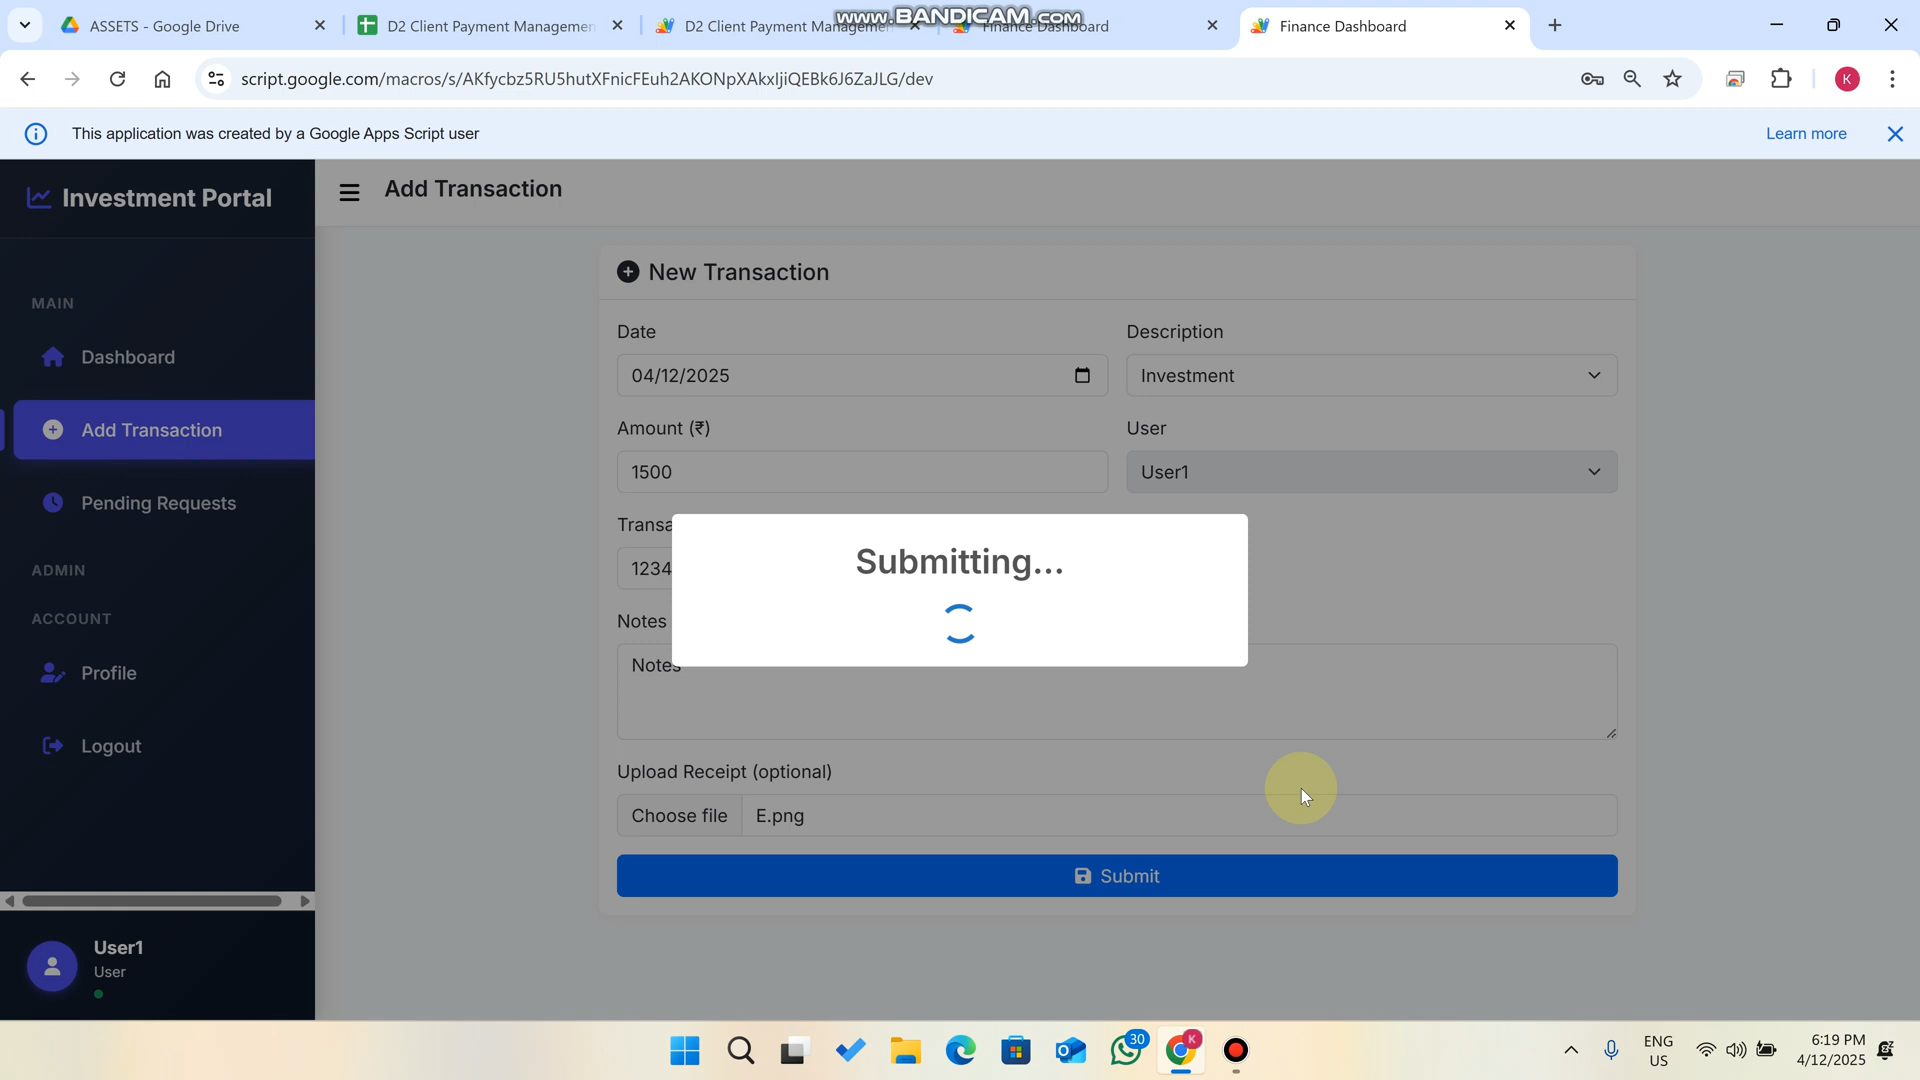 ASSETS - Google Drive
D2 Client Payment Managemen
D2 Client Payment Manageme
Finance Dashboard
Finance Dashboard
www.BANDICAM.com
script.google.com/macros/s/AKfycbz5RU5hutXFnicFEuh2AKONpXAkxIjiQEBk6J6ZaJLG/dev
K
This application was created by a Google Apps Script user
Learn more
Investment Portal
Add Transaction
MAIN
Dashboard
Add Transaction
Pending Requests
ADMIN
ACCOUNT
Profile
Logout
User1
User
New Transaction
Date
Description
04/12/2025
Investment
Amount (₹)
User
1500
User1
Transa
1234
Submitting...
Notes
Notes
Upload Receipt (optional)
Choose file
E.png
Submit
30
K
ENG
US
6:19 PM
4/12/2025